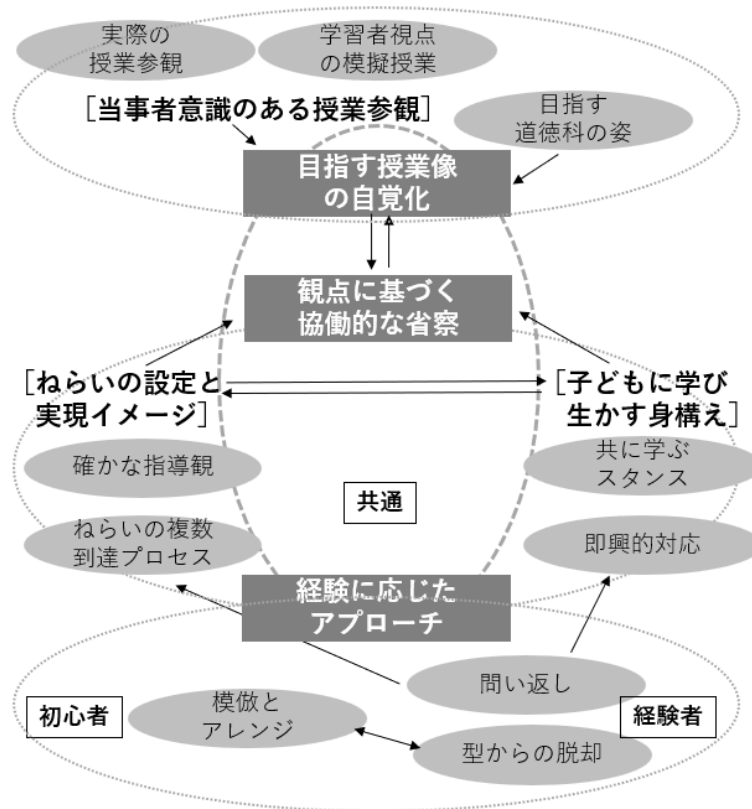 実際の
授業参観
学習者視点
の模擬授業
［当事者意識のある授業参観］
目指す
道徳科の姿
目指す授業像
の自覚化
観点に基づく
協働的な省察
［ねらいの設定と
実現イメージ］
［子どもに学び
生かす身構え］
確かな指導観
共に学ぶ
スタンス
共通
ねらいの複数
到達プロセス
即興的対応
経験に応じた
アプローチ
問い返し
初心者
模倣と
アレンジ
経験者
型からの脱却